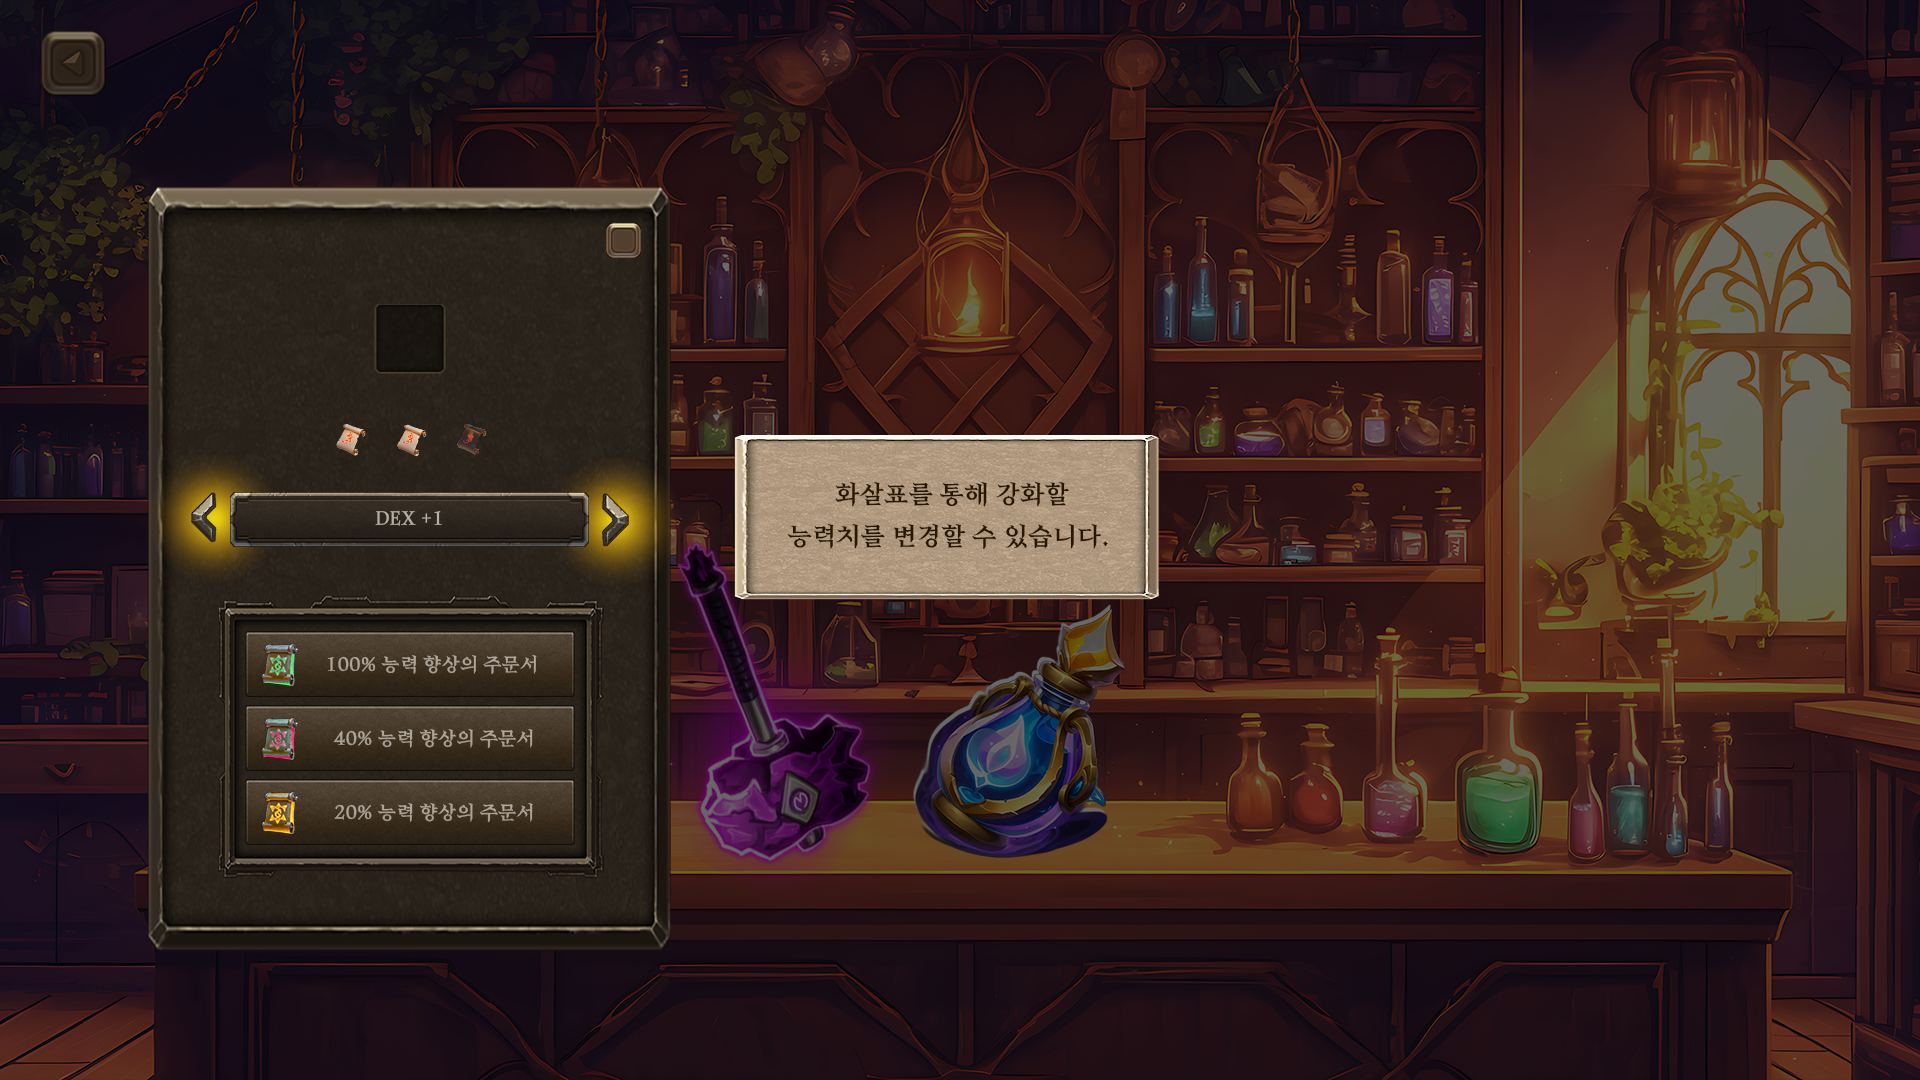 DEX +1
100% 능력 향상의 주문서
40% 능력 향상의 주문서
20% 능력 향상의 주문서
화살표를 통해 강화할
능력치를 변경할 수 있습니다.